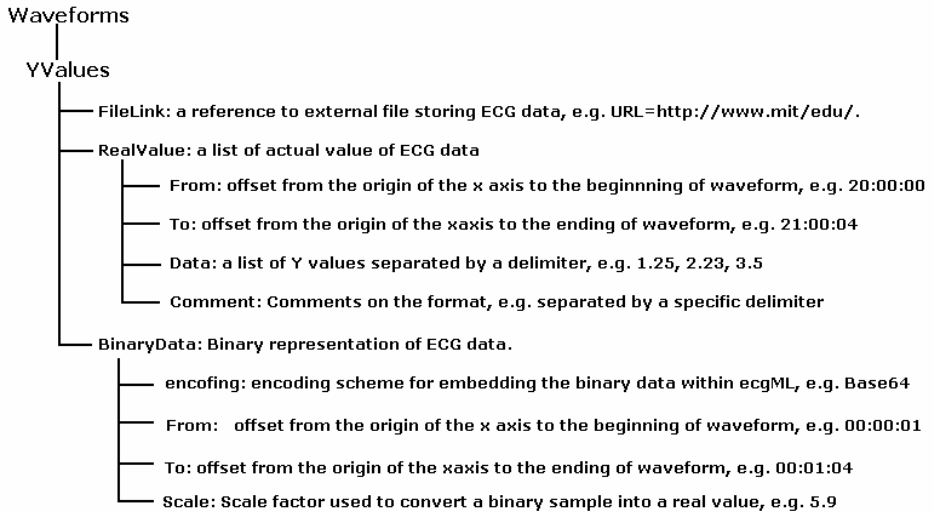 Waveforms
YValues
FileLink: a reference to external file storing ECG data, e.g. URL=http://www.mit/edu/.
RealValue: a list of actual value of ECG data
From: offset from the origin of the x axis to the beginnning of waveform, e.g. 20:00:00
To: offset from the origin of the xaxis to the ending of waveform, e.g. 21:00:04
Data: a list of Y values separated by a delimiter, e.g. 1.25, 2.23, 3.5
Comment: Comments on the format, e.g. separated by a specific delimiter
BinaryData: Binary representation of ECG data.
encofing: encoding scheme for embedding the binary data within ecgML, e.g. Base64
From: offset from the origin of the x axis to the beginning of waveform, e.g. 00:00:01
To: offset from the origin of the xaxis to the ending of waveform, e.g. 00:01:04
Scale: Scale factor used to convert a binary sample into a real value, e.g. 5.9